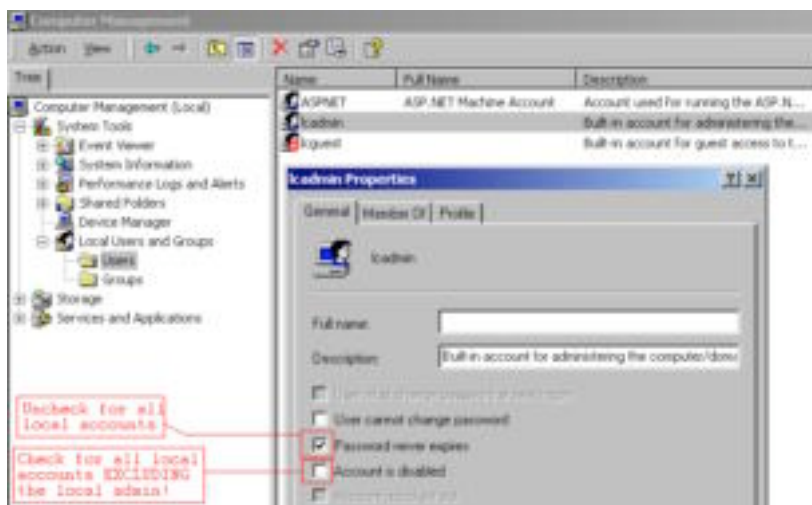 Computer Management
Action View
Tree
Name Full Name Description
Computer Management (Local)
System Tools
Event Viewer
System Information
Performance Logs and Alerts
Shared Folders
Device Manager
Local Users and Groups
Users
Groups
Storage
Services and Applications
ASPNET ASP.NET Machine Account Account used for running the ASP.N...
lcadmin Built-in account for administering the...
lcguest Built-in account for guest access to t...
lcadmin Properties
General Member Of Profile
lcadmin
Full name:
Description: Built-in account for administering the computer/doma
User cannot change password
Password never expires
Account is disabled
Uncheck for all
local accounts
Check for all local
accounts EXCLUDING
the local admin!